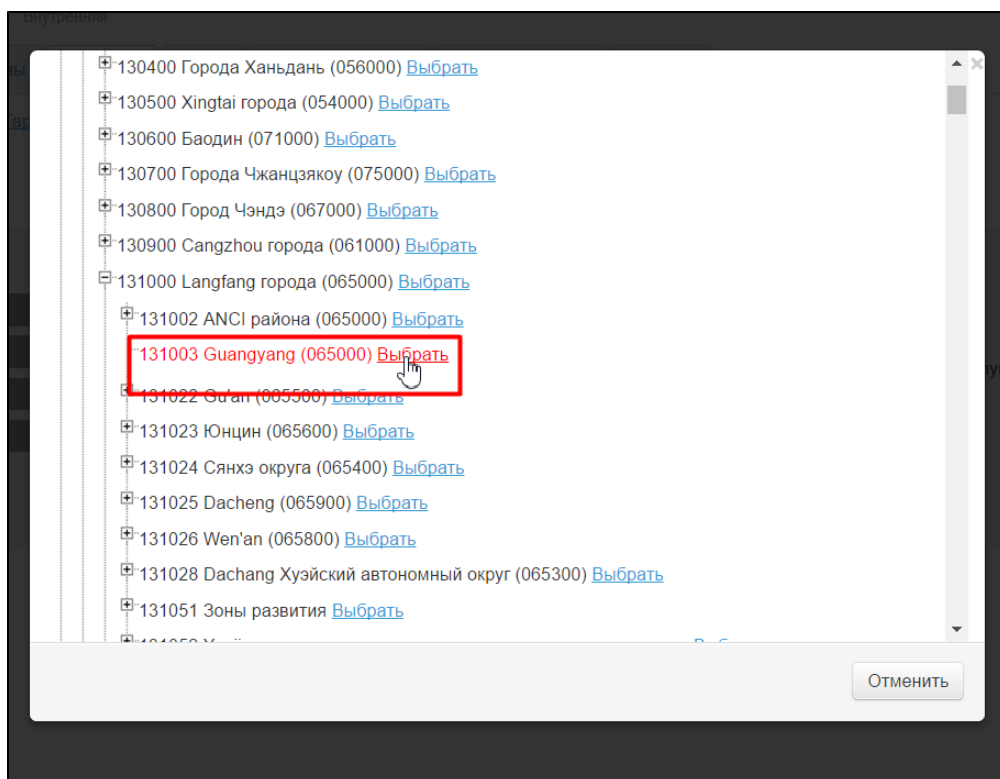 Внутренняя
130400 Города Ханьдань (056000) Выбрать
130500 Xingtai города (054000) Выбрать
130600 Баодин (071000) Выбрать
130700 Города Чжанцзякоу (075000) Выбрать
130800 Город Чэндэ (067000) Выбрать
130900 Cangzhou города (061000) Выбрать
131000 Langfang города (065000) Выбрать
131002 ANCI района (065000) Выбрать
131003 Guangyang (065000) Выбрать
131022 Gu'an (065500) Выбрать
131023 Юнцин (065600) Выбрать
131024 Сянхэ округа (065400) Выбрать
131025 Dacheng (065900) Выбрать
131026 Wen'an (065800) Выбрать
131028 Dachang Хуэйский автономный округ (065300) Выбрать
131051 Зоны развития Выбрать
Отменить